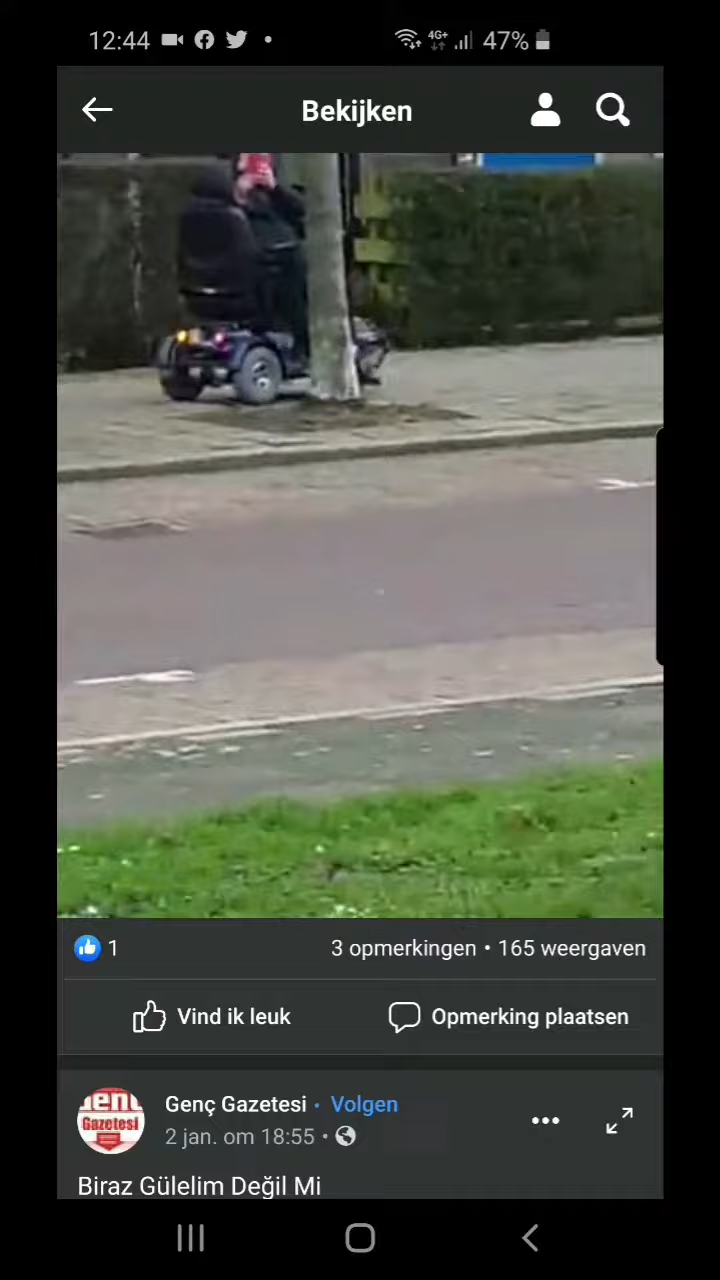 12:44 4G+ 47%
Bekijken
1 3 opmerkingen • 165 weergaven
Vind ik leuk Opmerking plaatsen
Genç Gazetesi • Volgen
Gazetesi
2 jan. om 18:55 •
Biraz Gülelim Değil Mi